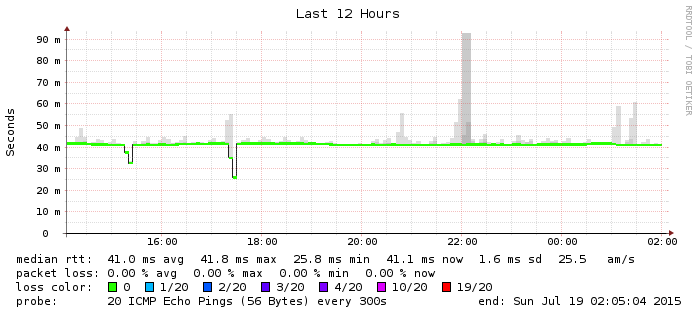 Last 12 Hours
RRDTOOL / TOBI OETIKER
Seconds
90 m
80 m
70 m
60 m
50 m
40 m
30 m
20 m
10 m
0
16:00 18:00 20:00 22:00 00:00 02:00
median rtt: 41.0 ms avg 41.8 ms max 25.8 ms min 41.1 ms now 1.6 ms sd 25.5 am/s
packet loss: 0.00 % avg 0.00 % max 0.00 % min 0.00 % now
loss color: 0 1/20 2/20 3/20 4/20 10/20 19/20
probe: 20 ICMP Echo Pings (56 Bytes) every 300s end: Sun Jul 19 02:05:04 2015